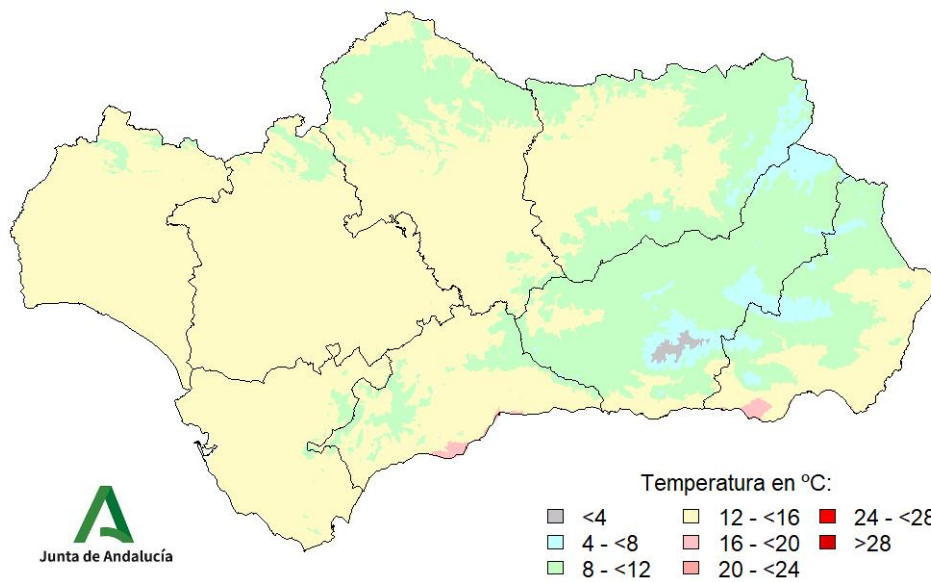 Temperatura en ºC:
<4
12 - <16
24 - <28
4 - <8
16 - <20
>28
8 - <12
20 - <24
Junta de Andalucía